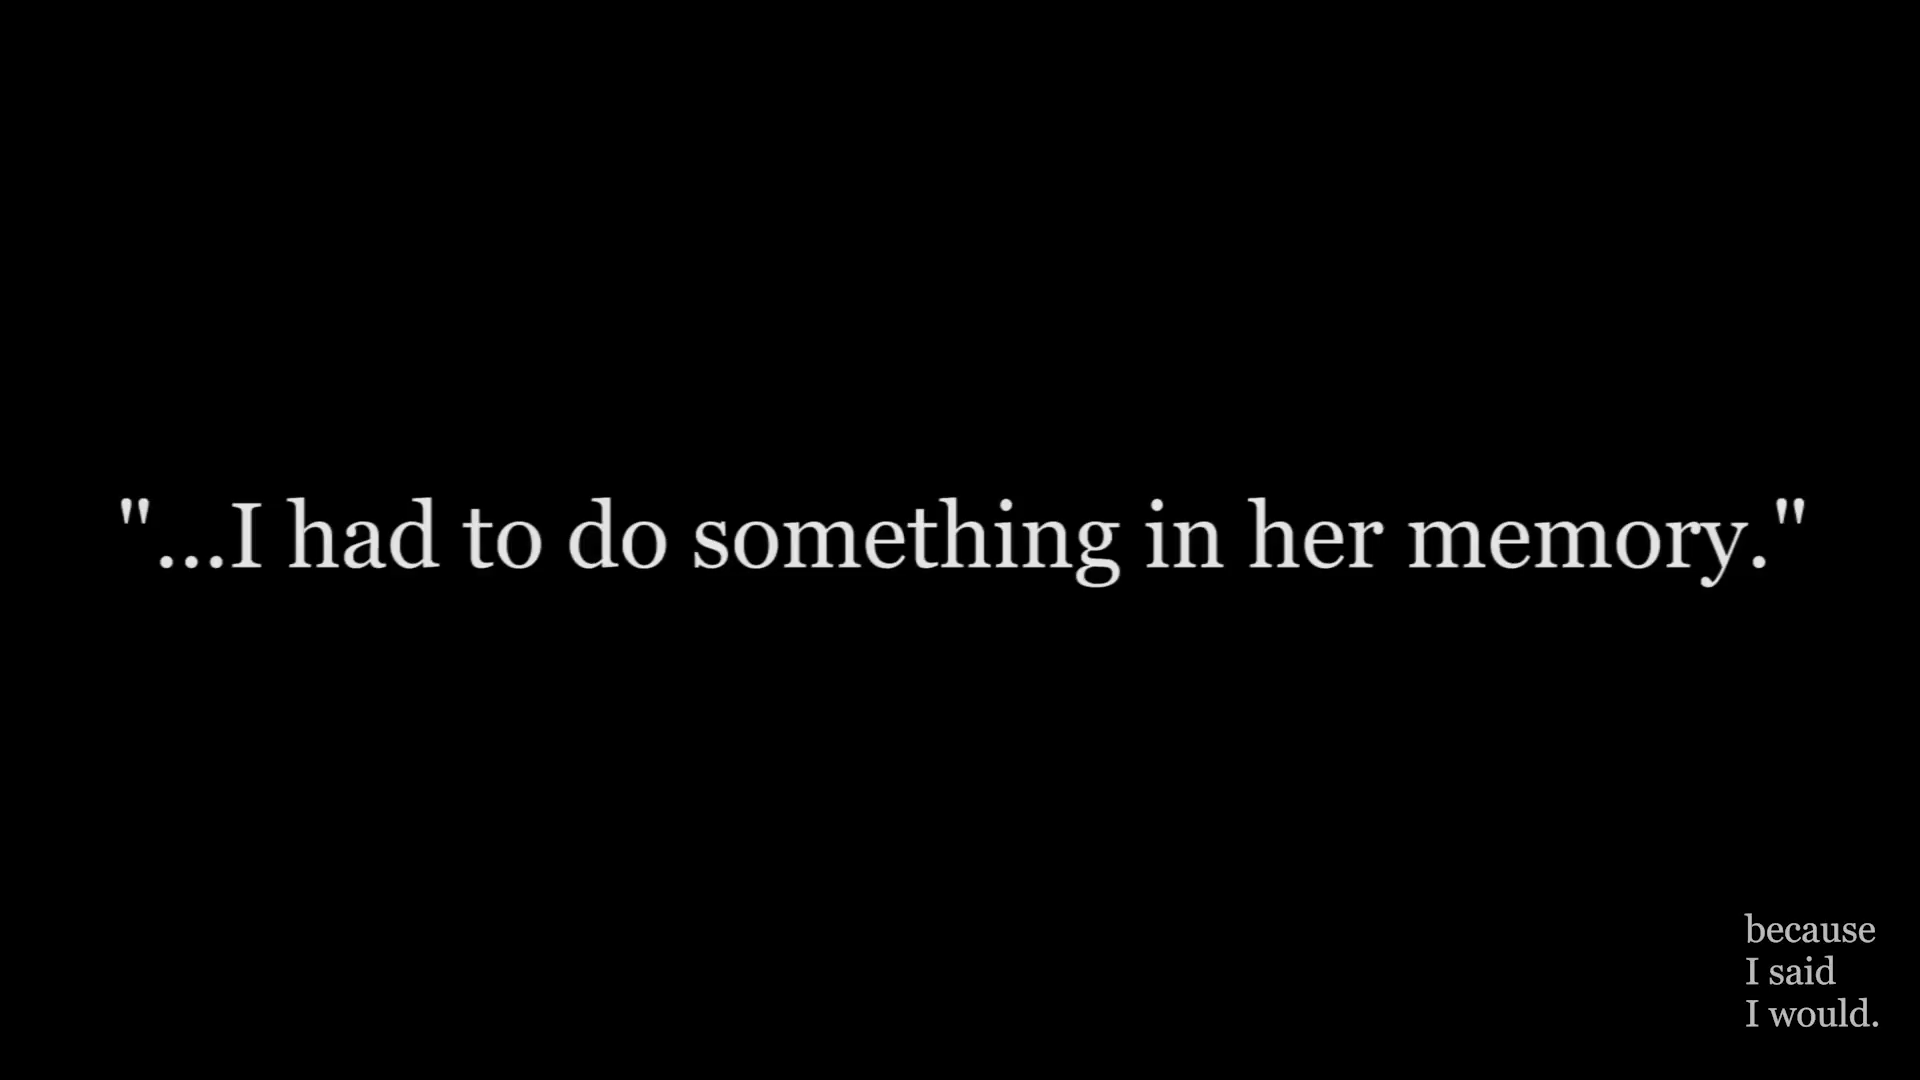 "...I had to do something in her memory."
because
I said
I would.